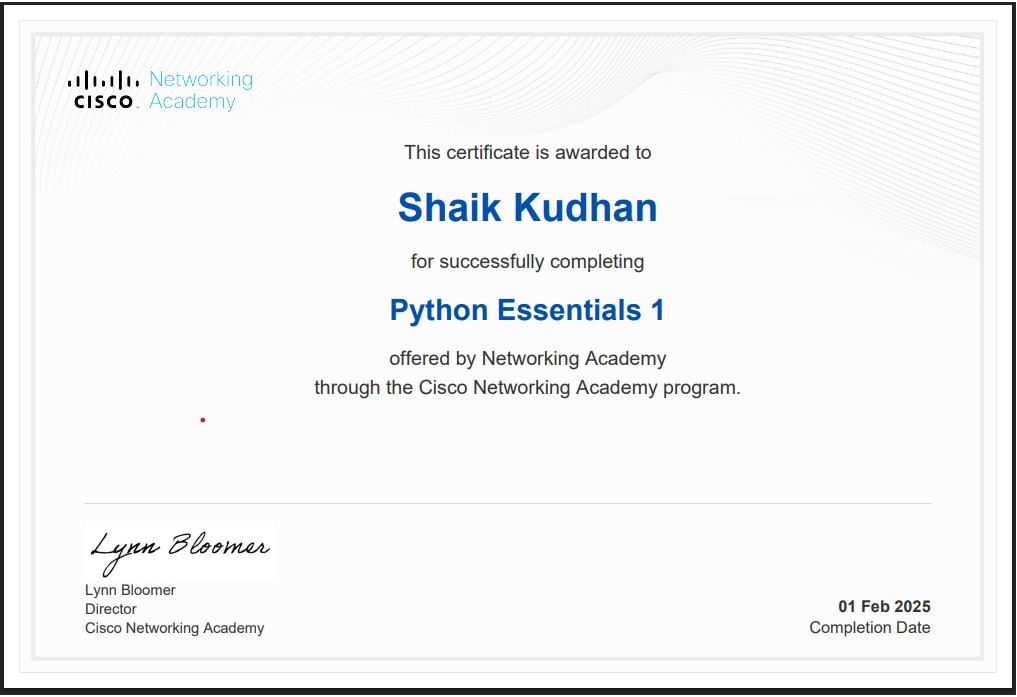 Networking
CISCO Academy
This certificate is awarded to
Shaik Kudhan
for successfully completing
Python Essentials 1
offered by Networking Academy
through the Cisco Networking Academy program.
Lynn Bloomer
Lynn Bloomer
Director
Cisco Networking Academy
01 Feb 2025
Completion Date